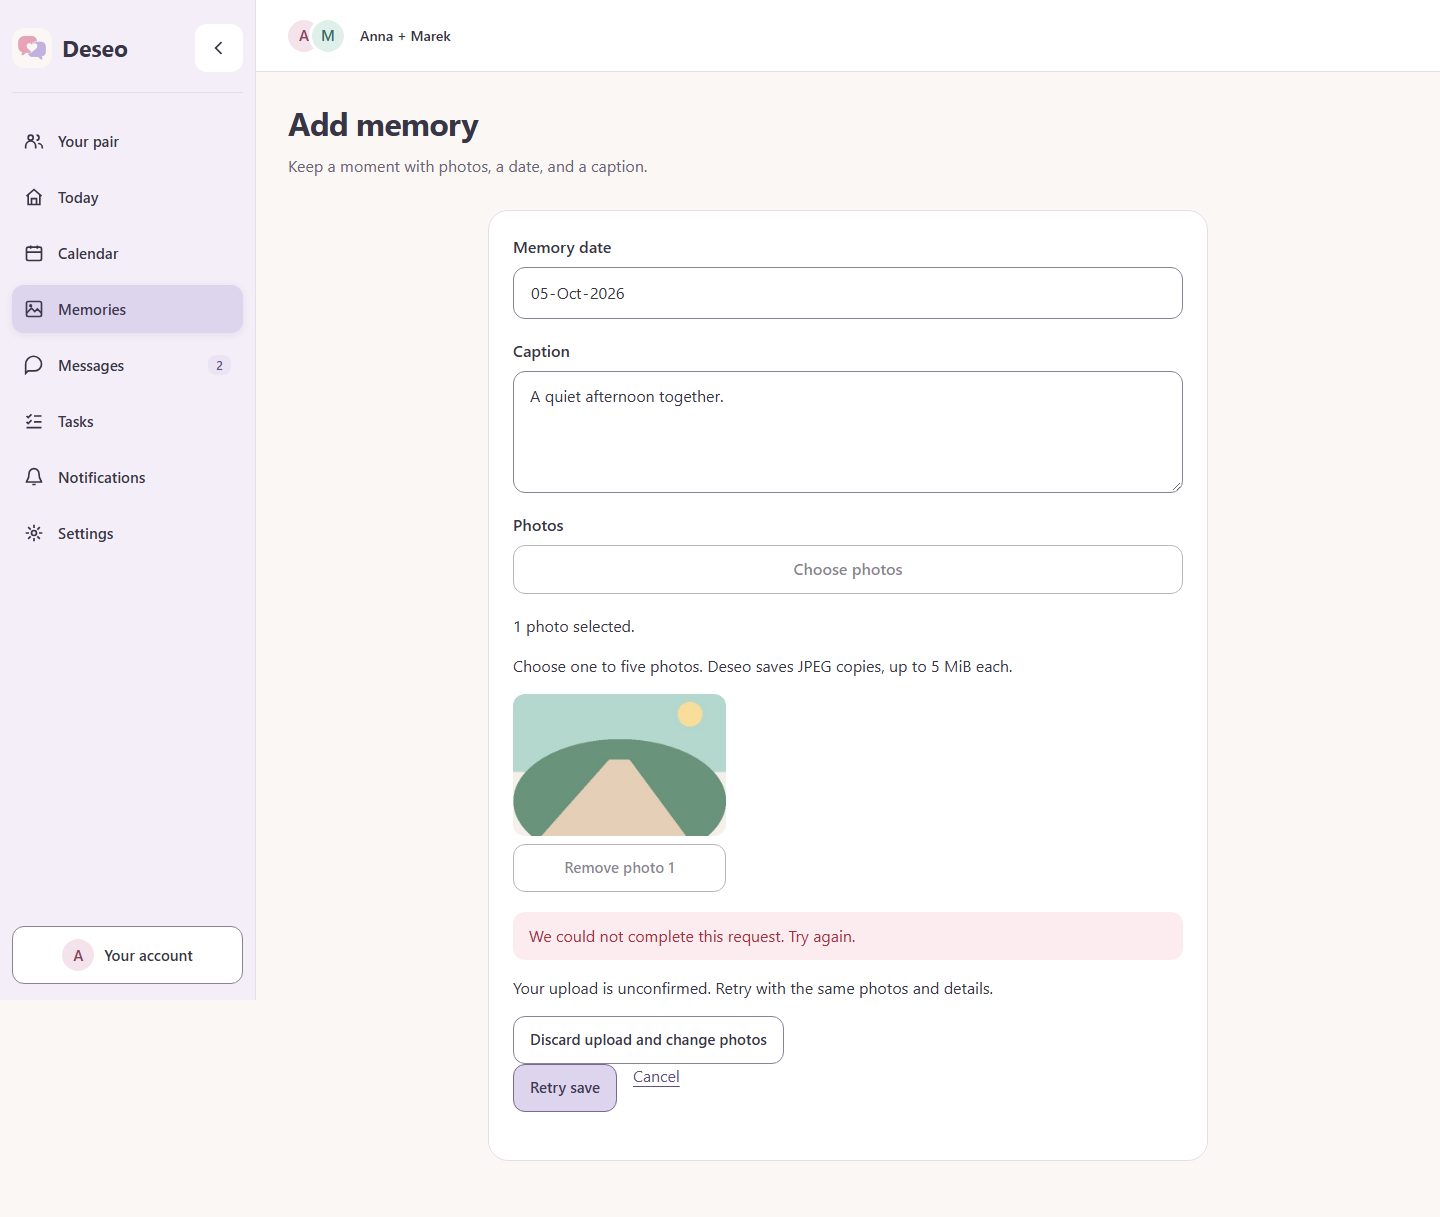 Deseo
A M Anna + Marek
Your pair
Today
Calendar
Memories
Messages 2
Tasks
Notifications
Settings
A Your account
Add memory
Keep a moment with photos, a date, and a caption.
Memory date
05-Oct-2026
Caption
A quiet afternoon together.
Photos
Choose photos
1 photo selected.
Choose one to five photos. Deseo saves JPEG copies, up to 5 MiB each.
Remove photo 1
We could not complete this request. Try again.
Your upload is unconfirmed. Retry with the same photos and details.
Discard upload and change photos
Retry save Cancel